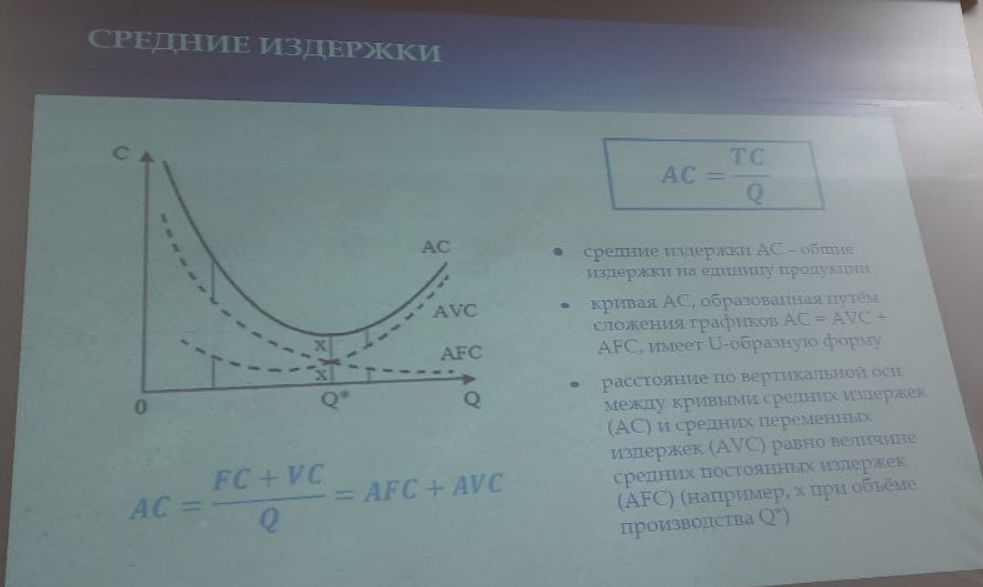 СРЕДНИЕ ИЗДЕРЖКИ
C
AC
AVC
AFC
x
x
0
Q*
Q
AC = (FC + VC)/Q = AFC + AVC
AC = TC/Q
• средние издержки AC – общие
издержки на единицу продукции
• кривая AC, образованная путём
сложения графиков AC = AVC +
AFC, имеет U-образную форму
• расстояние по вертикальной оси
между кривыми средних издержек
(AC) и средних переменных
издержек (AVC) равно величине
средних постоянных издержек
(AFC) (например, x при объёме
производства Q*)